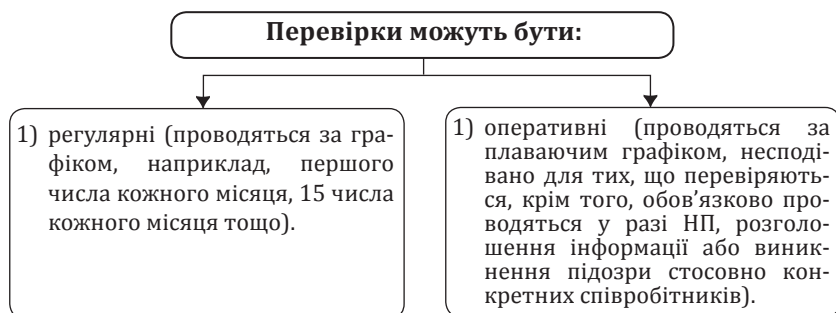 Перевірки можуть бути:
1) регулярні (проводяться за гра-
фіком, наприклад, першого
числа кожного місяця, 15 числа
кожного місяця тощо).
1) оперативні (проводяться за
плаваючим графіком, несподі-
вано для тих, що перевіряють-
ся, крім того, обов’язково про-
водяться у разі НП, розголо-
шення інформації або виник-
нення підозри стосовно кон-
кретних співробітників).